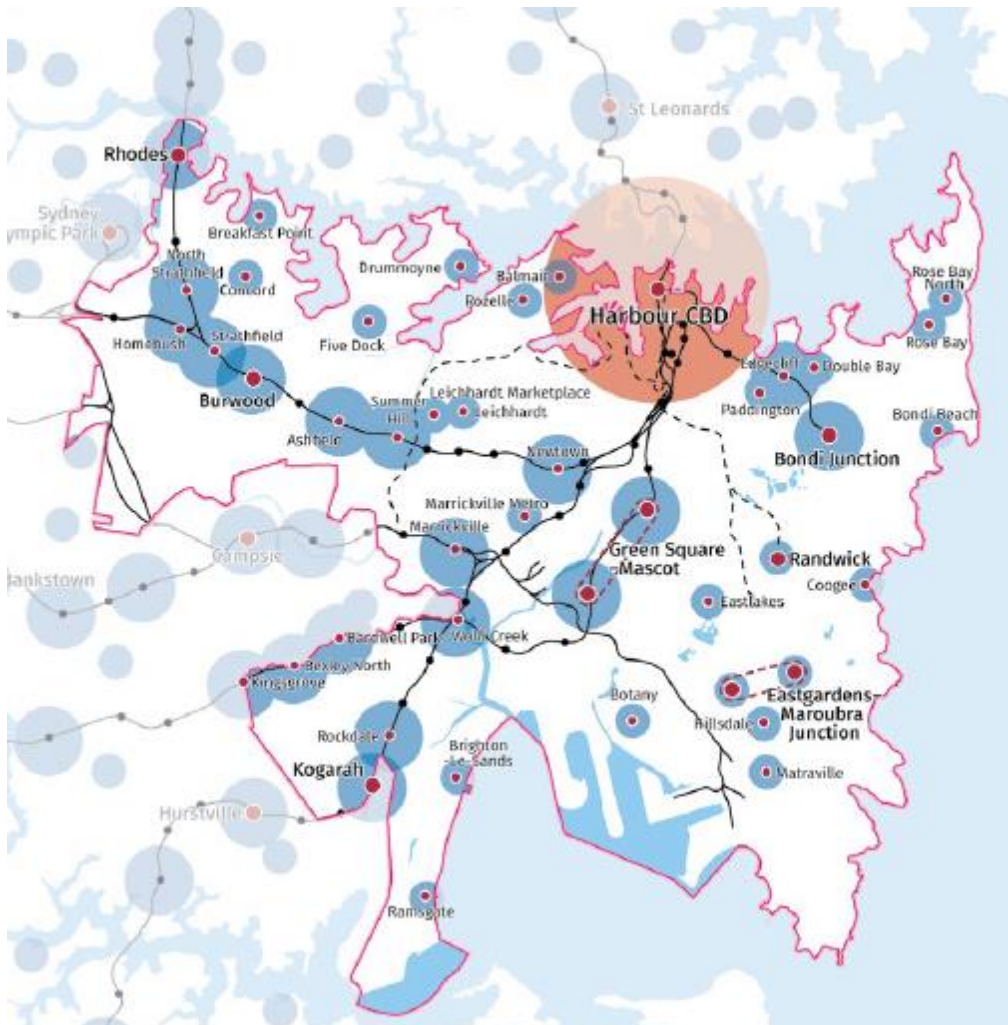 St Leonards
Rhodes
Sydney
ympic Park
Breakfast Point
North
Strathfield
Concord
Drummoyne
Balmain
Rozelle
Harbour CBD
Rose Bay
North
Rose Bay
Homebush
Strathfield
Five Dock
Edgecliff
Double Bay
Paddington
Burwood
Summer
Hill
Leichhardt Marketplace
Leichhardt
Ashfield
Bondi Beach
Bondi Junction
Newtown
Marrickville Metro
Marrickville
Green Square
-Mascot
Randwick
Campsie
Bankstown
Coogee
Eastlakes
Bardwell Park
Wolli Creek
Bexley North
Kingsgrove
Eastgardens-
Maroubra
Junction
Botany
Hillsdale
Rockdale
Brighton
-Le-Sands
Kogarah
Matraville
Hurstville
Ramsgate